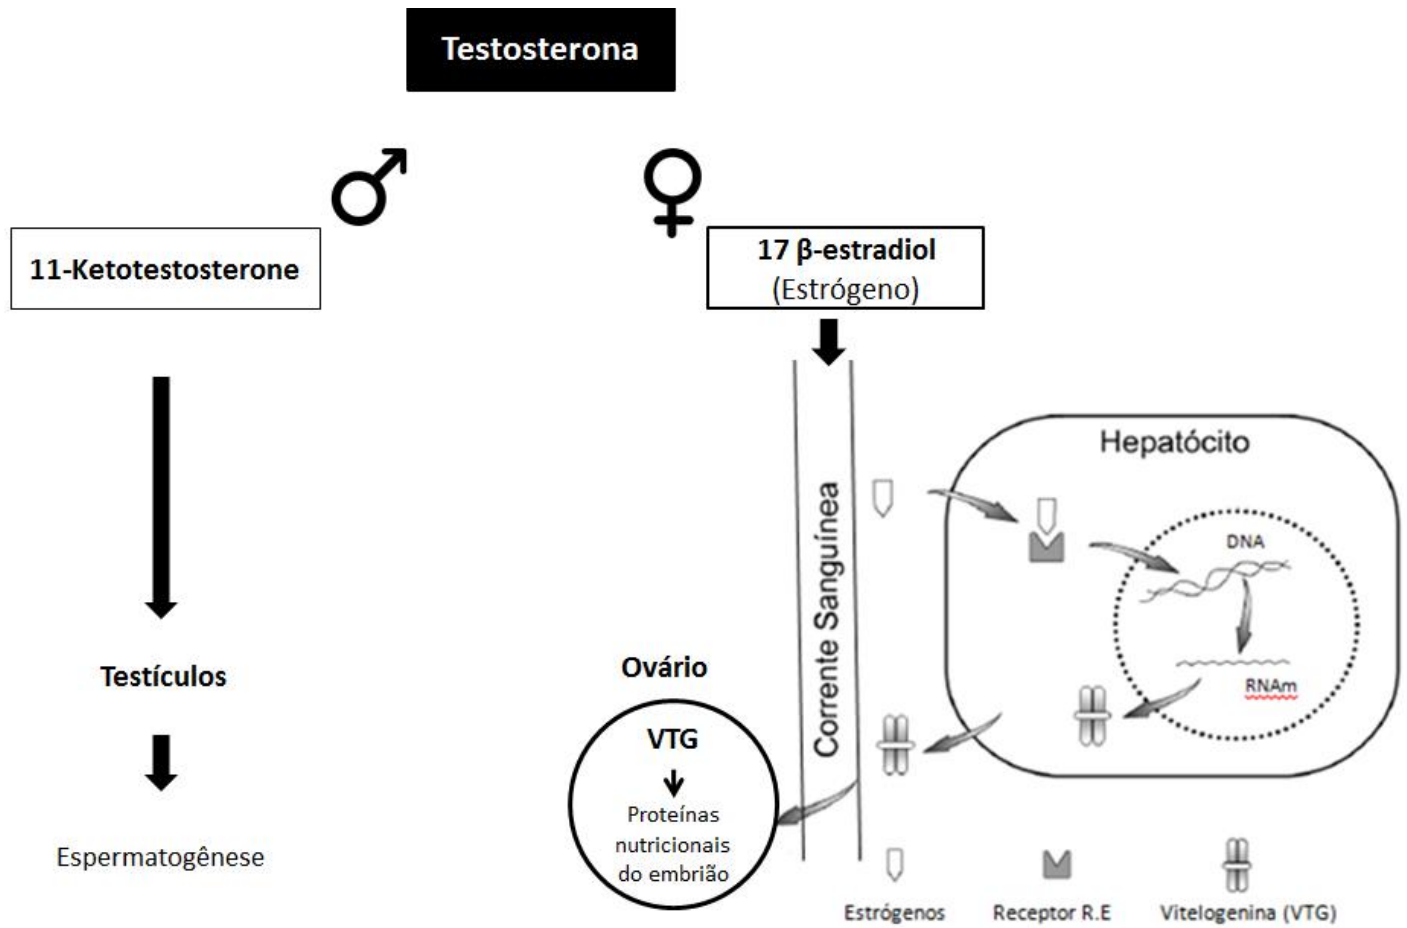 Testosterona
11-Ketotestosterone
17 β-estradiol
(Estrógeno)
Hepatócito
DNA
RNAm
Corrente Sanguínea
Testículos
Espermatogênese
Ovário
VTG
Proteínas
nutricionais
do embrião
Estrógenos
Receptor R.E
Vitelogenina (VTG)